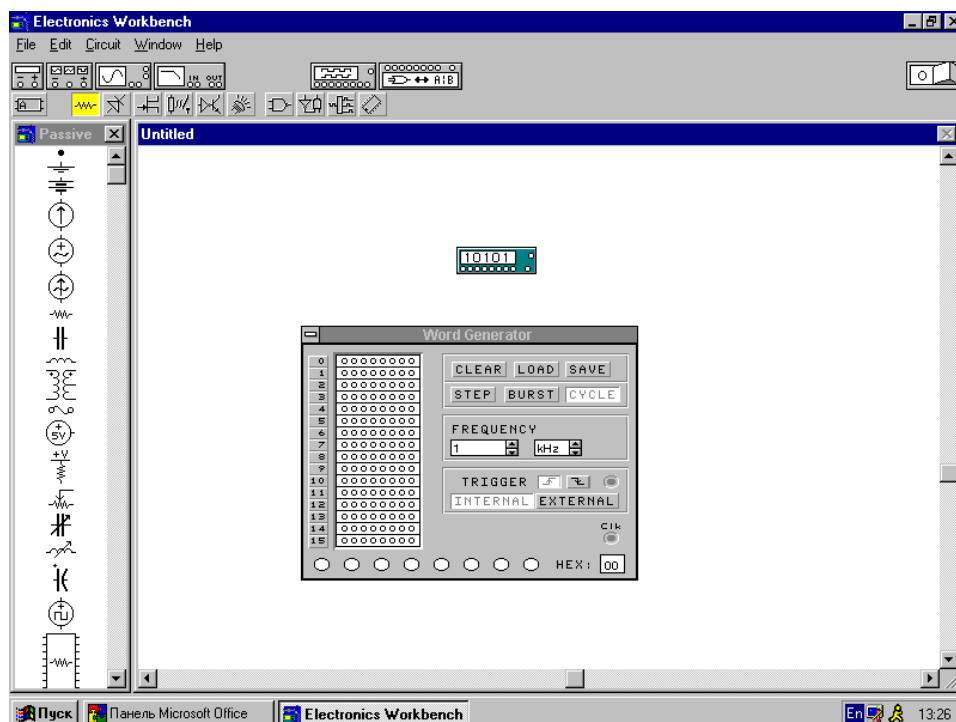 Electronics Workbench
File Edit Circuit Window Help
IN OUT
A|B
A
Passive
Untitled
10101
5V
+V
Word Generator
0 00000000
1 00000000
2 00000000
3 00000000
4 00000000
5 00000000
6 00000000
7 00000000
8 00000000
9 00000000
10 00000000
11 00000000
12 00000000
13 00000000
14 00000000
15 00000000
CLEAR LOAD SAVE
STEP BURST CYCLE
FREQUENCY
1 kHz
TRIGGER
INTERNAL EXTERNAL
Clk
HEX: 00
Пуск Панель Microsoft Office Electronics Workbench En 13:26